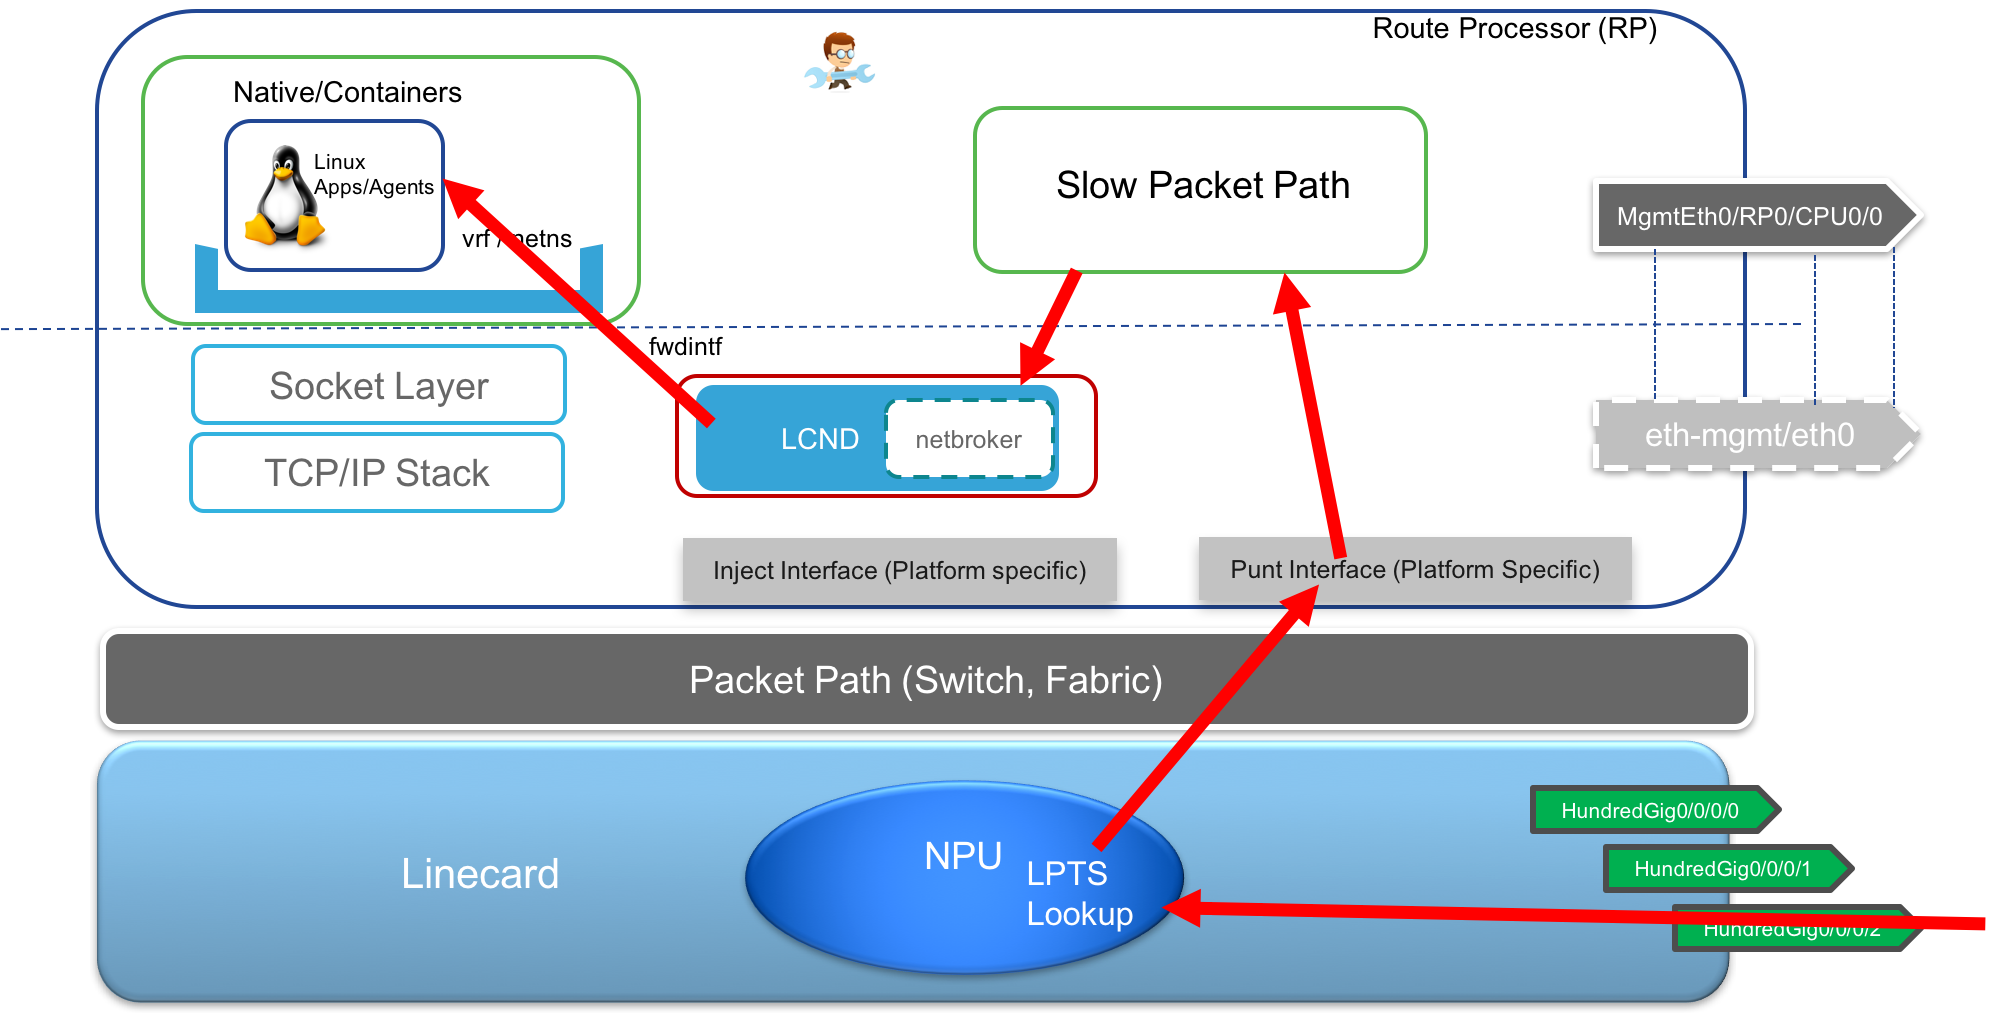 Route Processor (RP)
Native/Containers
Linux
Apps/Agents
vrf / netns
Slow Packet Path
MgmtEth0/RP0/CPU0/0
fwdintf
Socket Layer
TCP/IP Stack
LCND
netbroker
eth-mgmt/eth0
Inject Interface (Platform specific)
Punt Interface (Platform Specific)
Packet Path (Switch, Fabric)
Linecard
NPU
LPTS
Lookup
HundredGig0/0/0/0
HundredGig0/0/0/1
HundredGig0/0/0/2